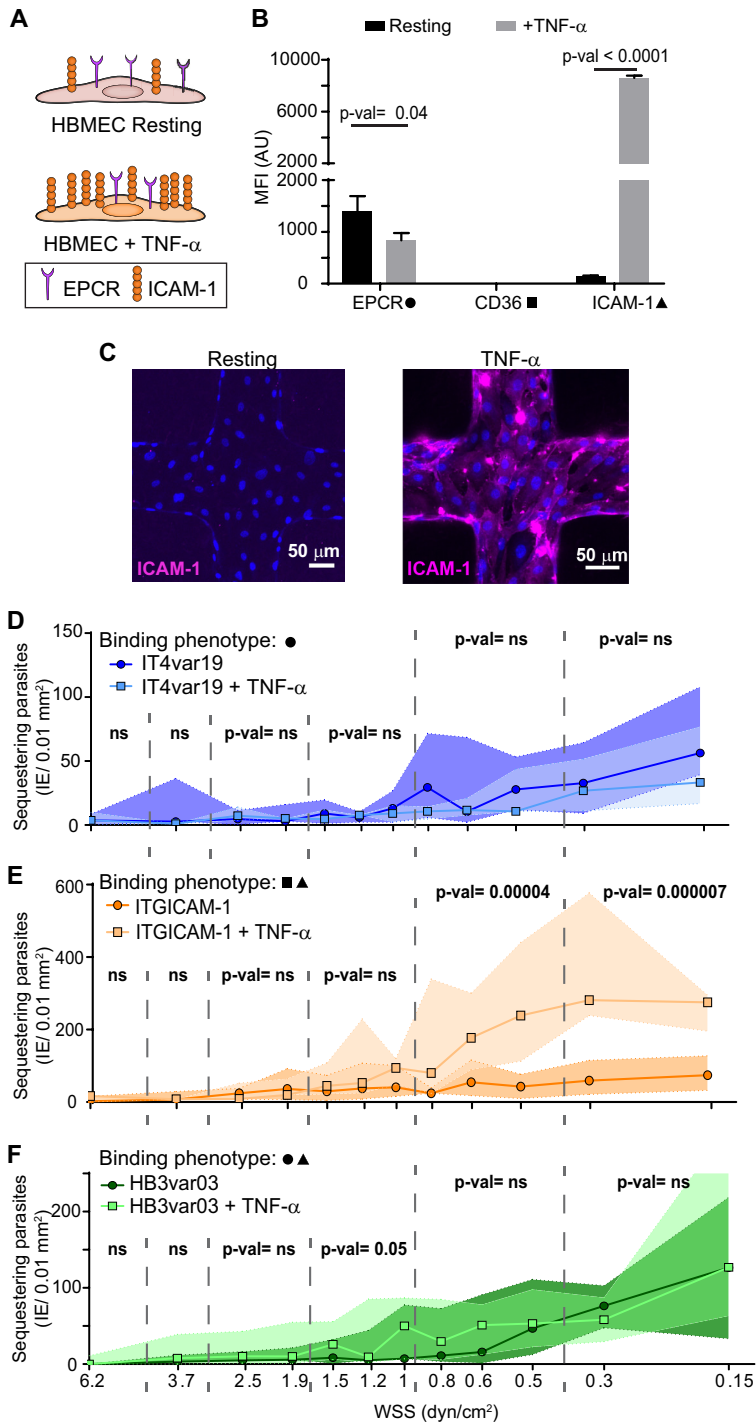 A
HBMEC Resting
HBMEC + TNF-α
EPCR ICAM-1
B
Resting +TNF-α
p-val < 0.0001
p-val= 0.04
MFI (AU)
10000
8000
6000
4000
2000
2000
1000
0
EPCR● CD36■ ICAM-1▲
C
Resting TNF-α
ICAM-1 50 μm
ICAM-1 50 μm
D
Binding phenotype: ●
IT4var19
IT4var19 + TNF-α
p-val= ns p-val= ns
ns ns p-val= ns p-val= ns
Sequestering parasites
(IE/ 0.01 mm²)
150
100
50
0
E
Binding phenotype: ■▲
ITGICAM-1
ITGICAM-1 + TNF-α
p-val= 0.00004 p-val= 0.000007
ns ns p-val= ns p-val= ns
Sequestering parasites
(IE/ 0.01 mm²)
600
400
200
0
F
Binding phenotype: ●▲
HB3var03
HB3var03 + TNF-α
p-val= ns p-val= ns
ns ns p-val= ns p-val= 0.05
Sequestering parasites
(IE/ 0.01 mm²)
200
100
0
6.2 3.7 2.5 1.9 1.5 1.2 1 0.8 0.6 0.5 0.3 0.15
WSS (dyn/cm²)